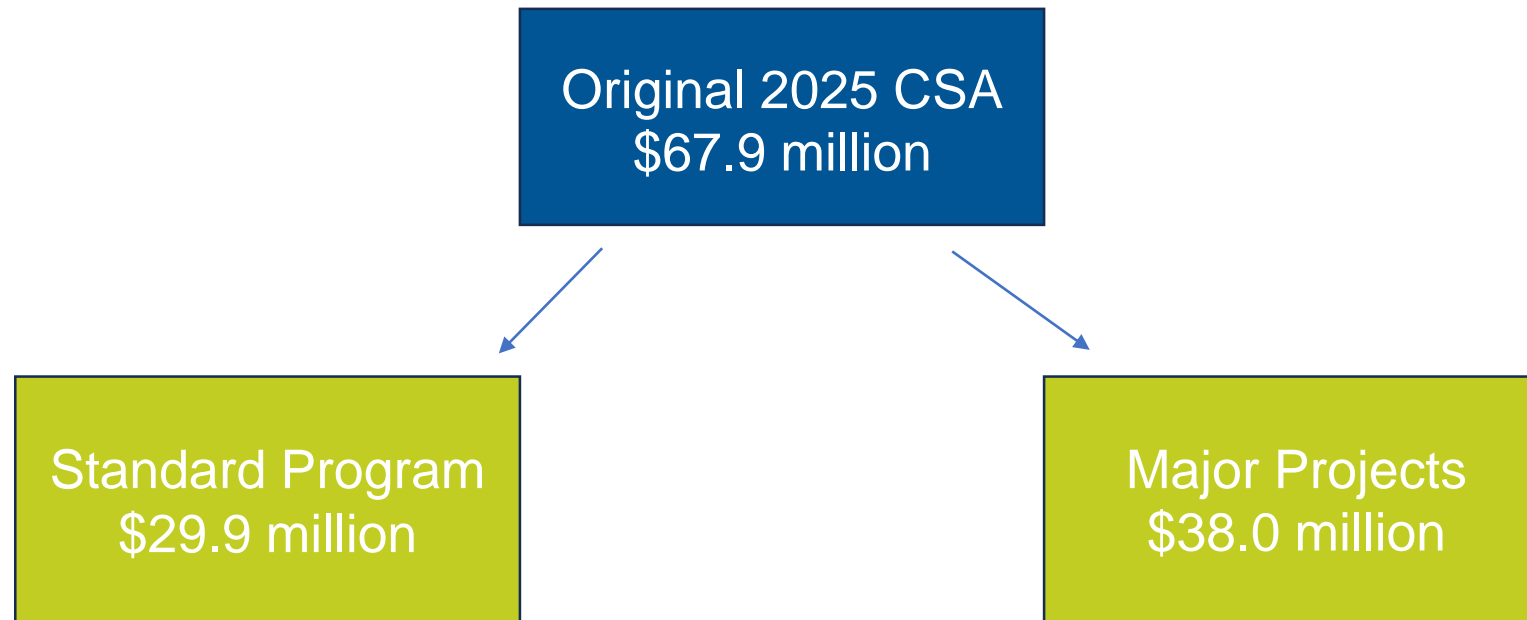 Original 2025 CSA
$67.9 million
Standard Program
$29.9 million
Major Projects
$38.0 million